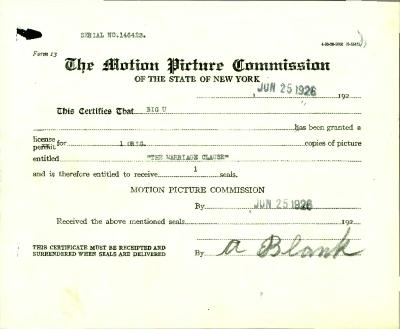 SERIAL NO.146423.
Form 13
The Motion Picture Commission
OF THE STATE OF NEW YORK
JUN 25 1926 192
This Certifies That BIG U
has been granted a
license
permit for 1 ORIG. copies of picture
entitled "THE MARRIAGE CLAUSE"
and is therefore entitled to receive 1 seals.
MOTION PICTURE COMMISSION
By JUN 25 1926
Received the above mentioned seals 192
THIS CERTIFICATE MUST BE RECEIPTED AND
SURRENDERED WHEN SEALS ARE DELIVERED
By a Blank